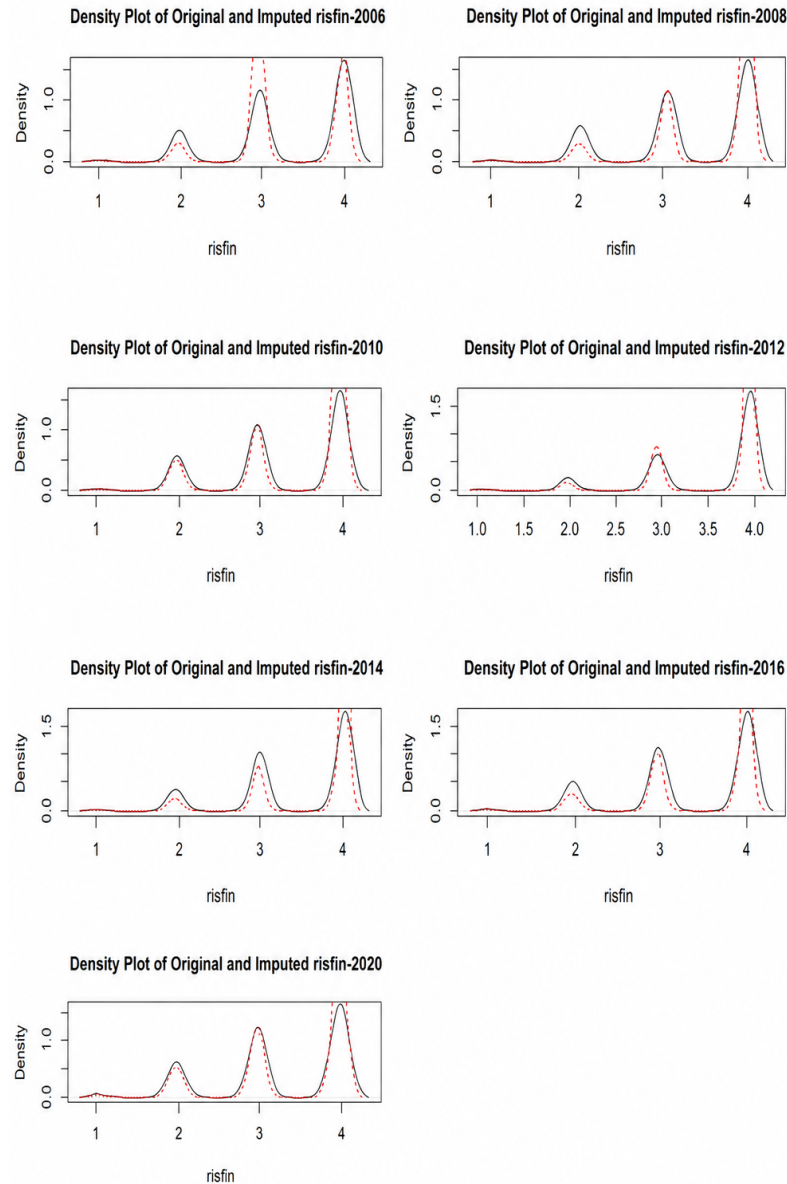 Density Plot of Original and Imputed risfin-2006
Density
0.0 1.0
1 2 3 4
risfin
Density Plot of Original and Imputed risfin-2008
Density
0.0 1.0
1 2 3 4
risfin
Density Plot of Original and Imputed risfin-2010
Density
0.0 1.0
1 2 3 4
risfin
Density Plot of Original and Imputed risfin-2012
Density
0.0 1.5
1.0 1.5 2.0 2.5 3.0 3.5 4.0
risfin
Density Plot of Original and Imputed risfin-2014
Density
0.0 1.5
1 2 3 4
risfin
Density Plot of Original and Imputed risfin-2016
Density
0.0 1.5
1 2 3 4
risfin
Density Plot of Original and Imputed risfin-2020
Density
0.0 1.0
1 2 3 4
risfin